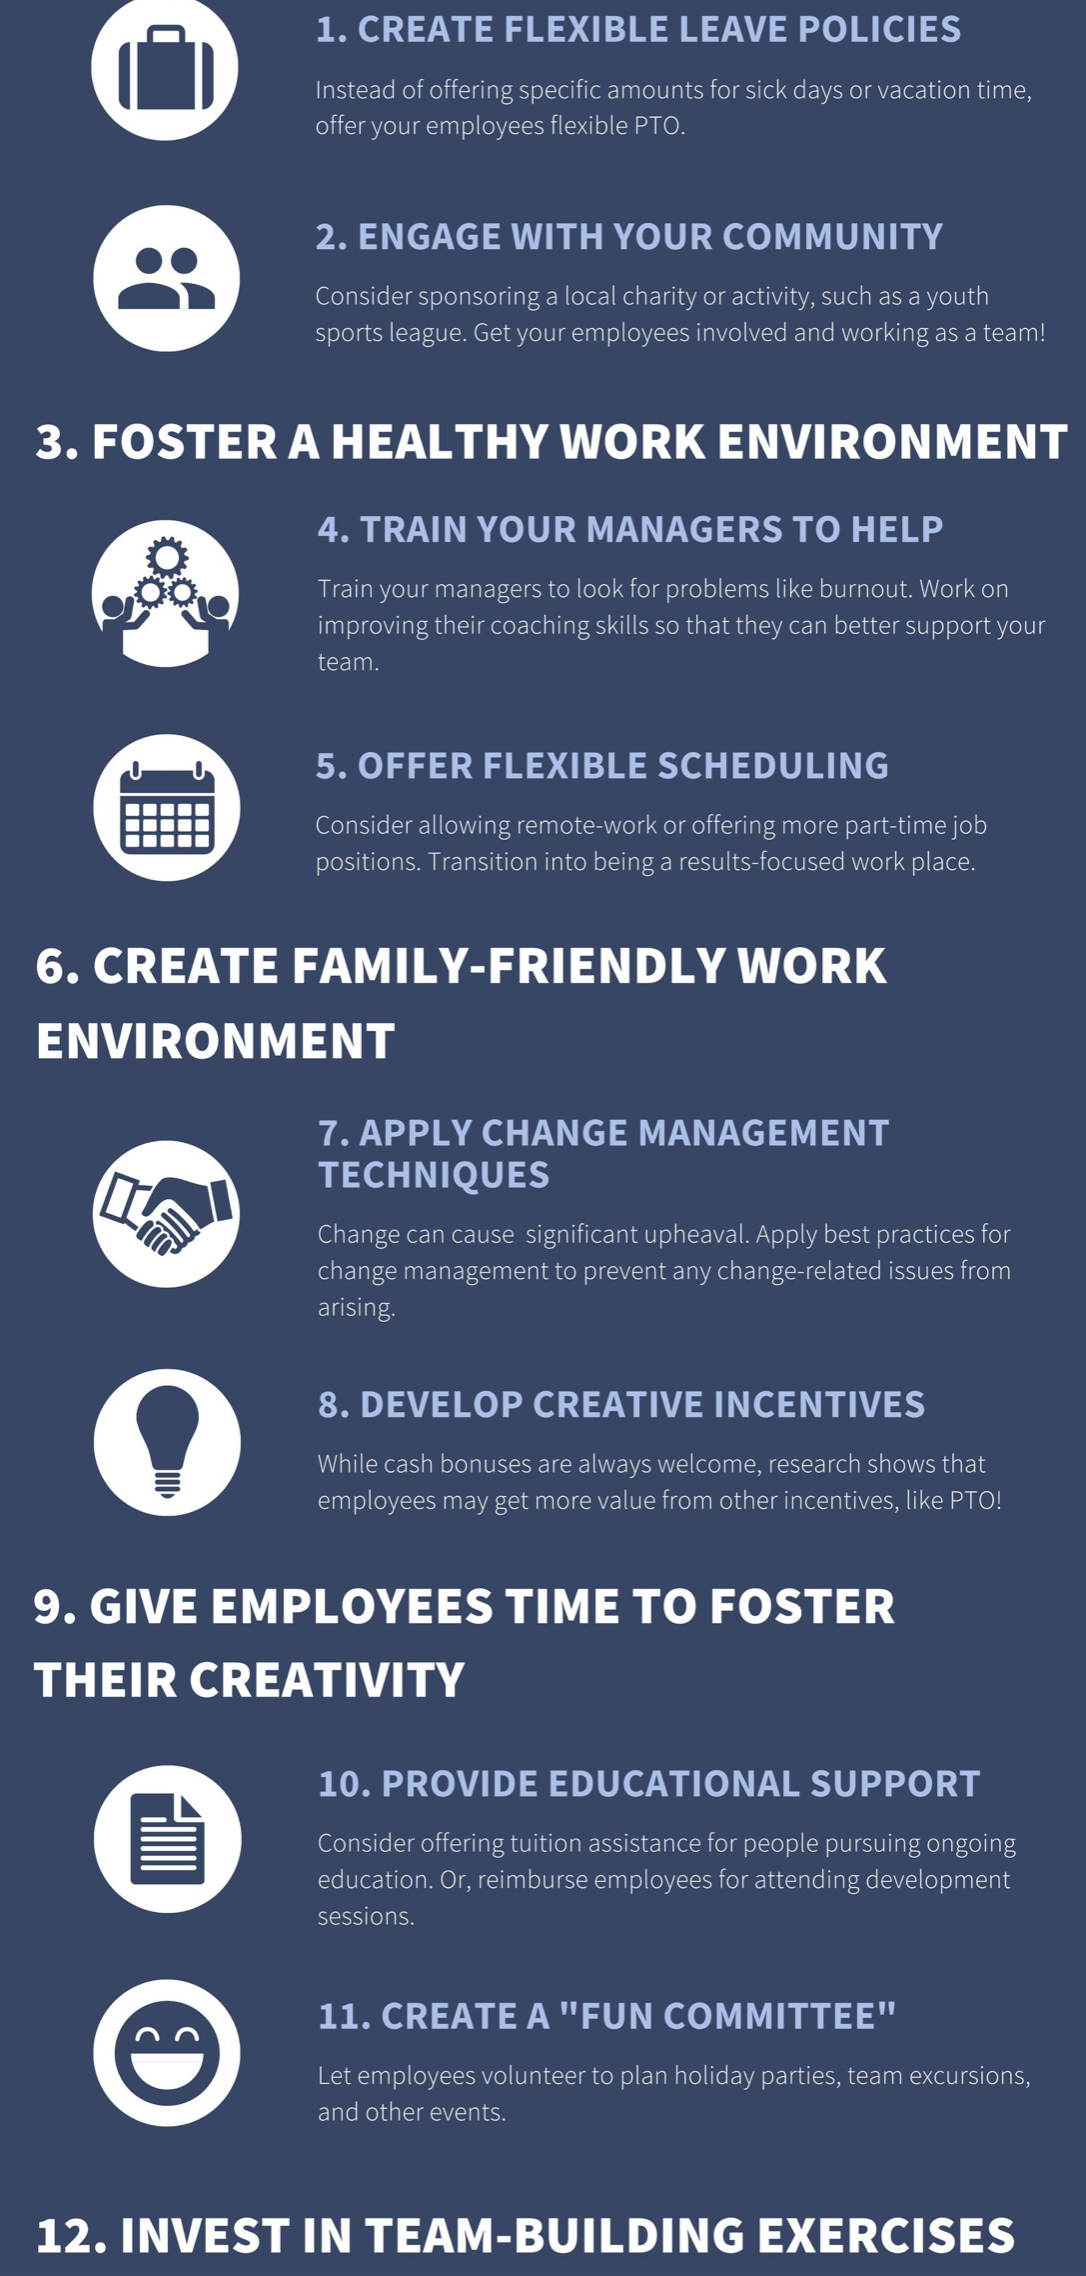 1. CREATE FLEXIBLE LEAVE POLICIES
Instead of offering specific amounts for sick days or vacation time,
offer your employees flexible PTO.
2. ENGAGE WITH YOUR COMMUNITY
Consider sponsoring a local charity or activity, such as a youth
sports league. Get your employees involved and working as a team!
3. FOSTER A HEALTHY WORK ENVIRONMENT
4. TRAIN YOUR MANAGERS TO HELP
Train your managers to look for problems like burnout. Work on
improving their coaching skills so that they can better support your
team.
5. OFFER FLEXIBLE SCHEDULING
Consider allowing remote-work or offering more part-time job
positions. Transition into being a results-focused work place.
6. CREATE FAMILY-FRIENDLY WORK
ENVIRONMENT
7. APPLY CHANGE MANAGEMENT
TECHNIQUES
Change can cause  significant upheaval. Apply best practices for
change management to prevent any change-related issues from
arising.
8. DEVELOP CREATIVE INCENTIVES
While cash bonuses are always welcome, research shows that
employees may get more value from other incentives, like PTO!
9. GIVE EMPLOYEES TIME TO FOSTER
THEIR CREATIVITY
10. PROVIDE EDUCATIONAL SUPPORT
Consider offering tuition assistance for people pursuing ongoing
education. Or, reimburse employees for attending development
sessions.
11. CREATE A "FUN COMMITTEE"
Let employees volunteer to plan holiday parties, team excursions,
and other events.
12. INVEST IN TEAM-BUILDING EXERCISES